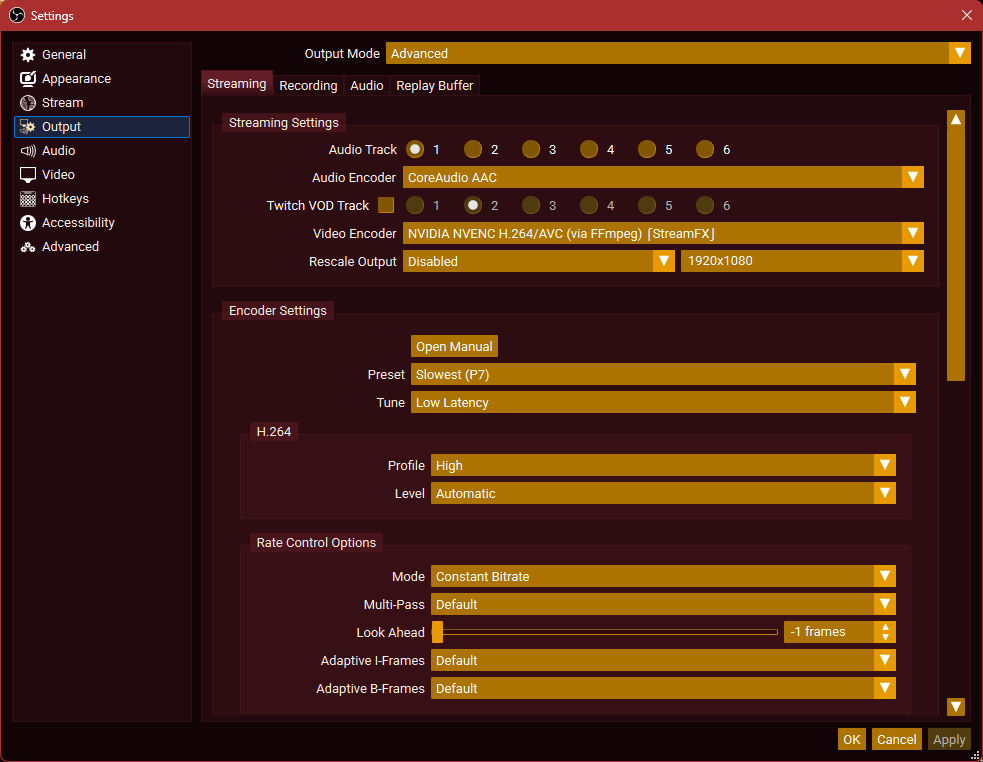 Settings
General
Appearance
Stream
Output
Audio
Video
Hotkeys
Accessibility
Advanced
Output Mode Advanced
Streaming Recording Audio Replay Buffer
Streaming Settings
Audio Track 1 2 3 4 5 6
Audio Encoder CoreAudio AAC
Twitch VOD Track 1 2 3 4 5 6
Video Encoder NVIDIA NVENC H.264/AVC (via FFmpeg) ⌈StreamFX⌋
Rescale Output Disabled 1920x1080
Encoder Settings
Open Manual
Preset Slowest (P7)
Tune Low Latency
H.264
Profile High
Level Automatic
Rate Control Options
Mode Constant Bitrate
Multi-Pass Default
Look Ahead -1 frames
Adaptive I-Frames Default
Adaptive B-Frames Default
OK Cancel Apply